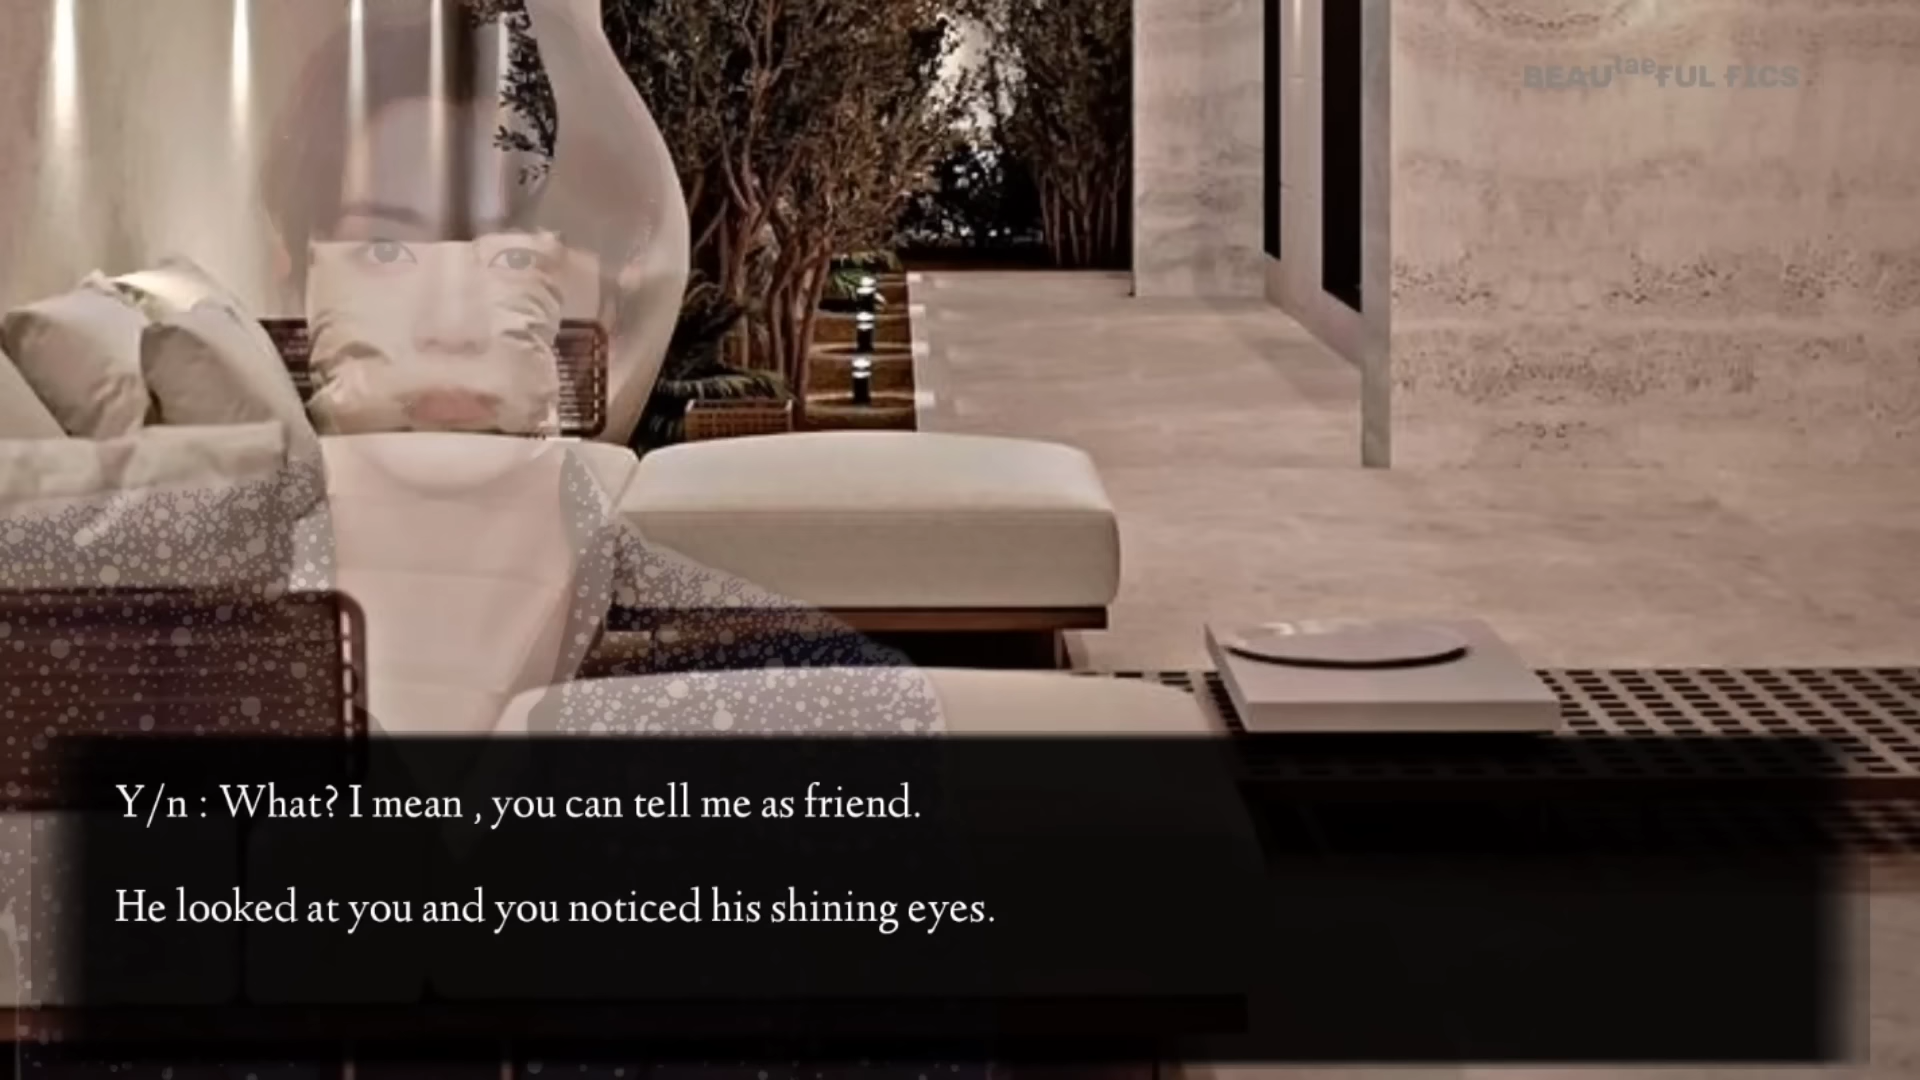 BEAUtaeFUL FICS
Y/n : What? I mean , you can tell me as friend.
He looked at you and you noticed his shining eyes.